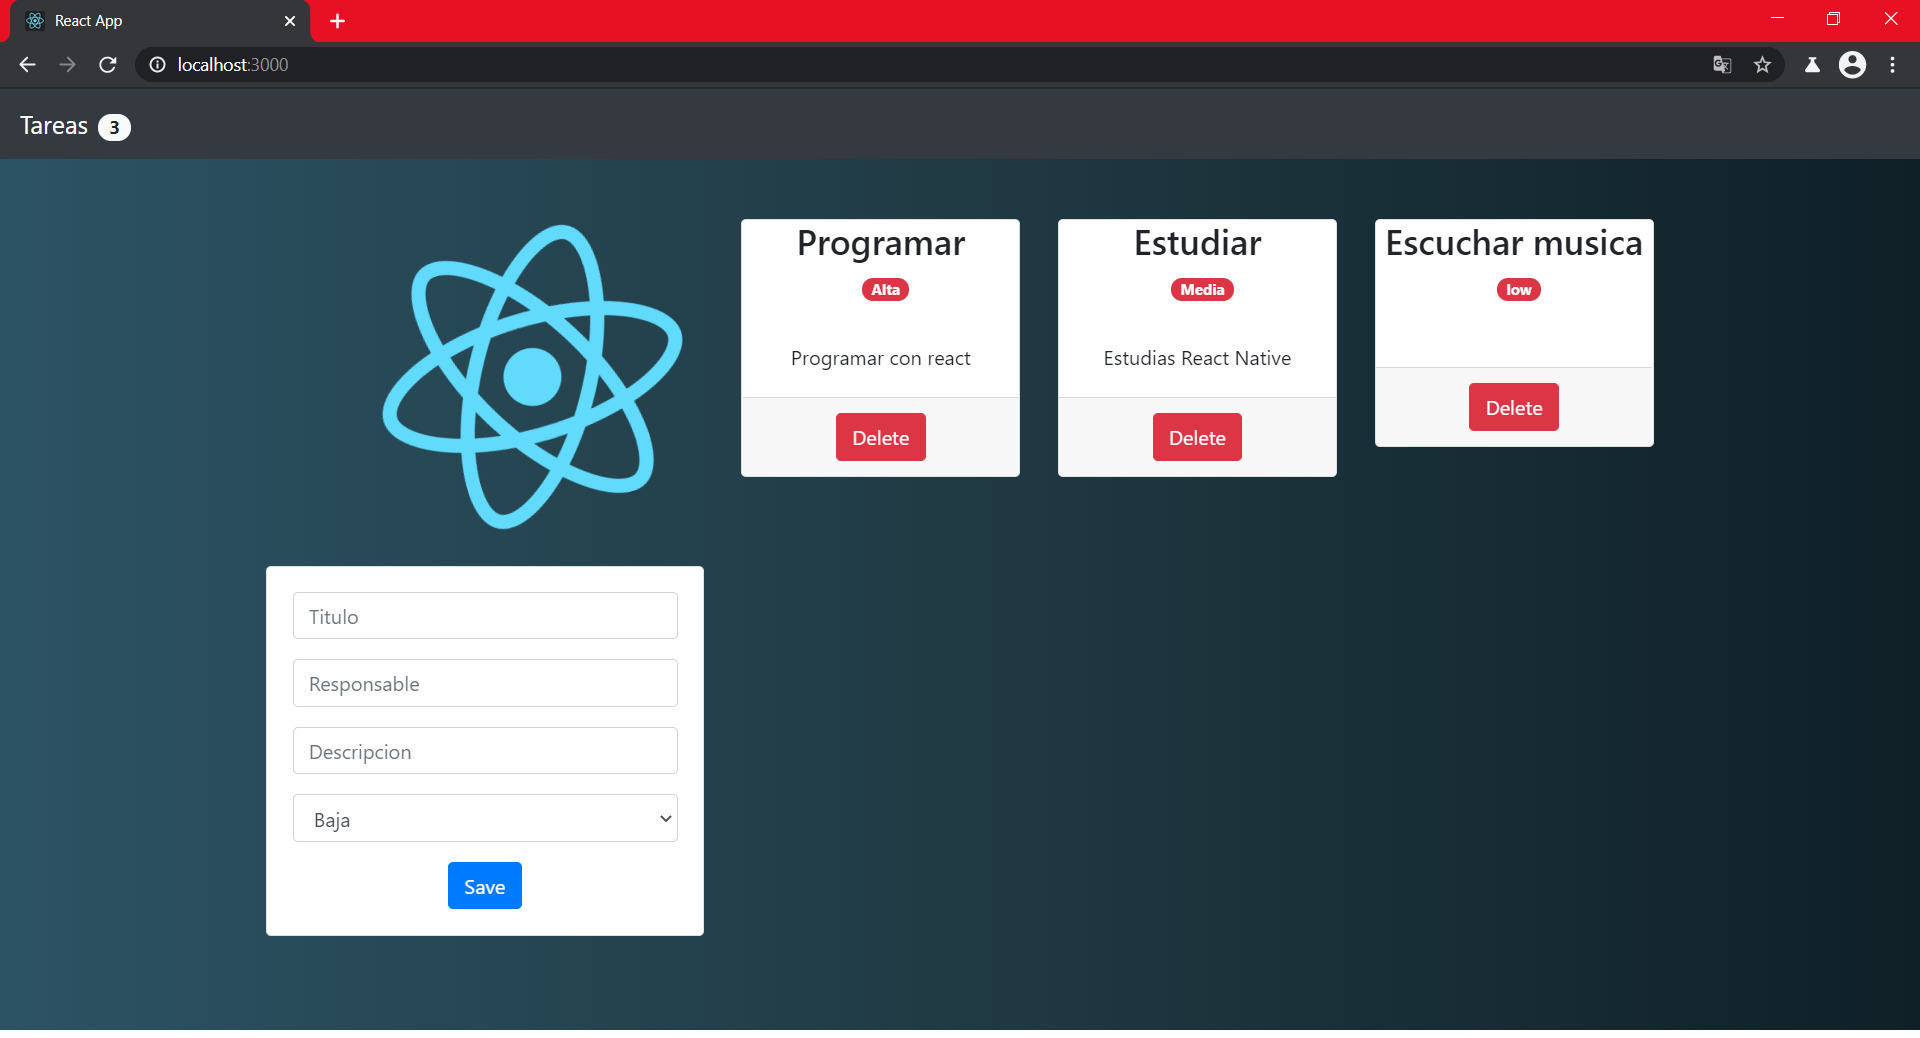 React App
localhost:3000
Tareas 3
Programar
Alta
Programar con react
Delete
Estudiar
Media
Estudias React Native
Delete
Escuchar musica
low
Delete
Titulo
Responsable
Descripcion
Baja
Save